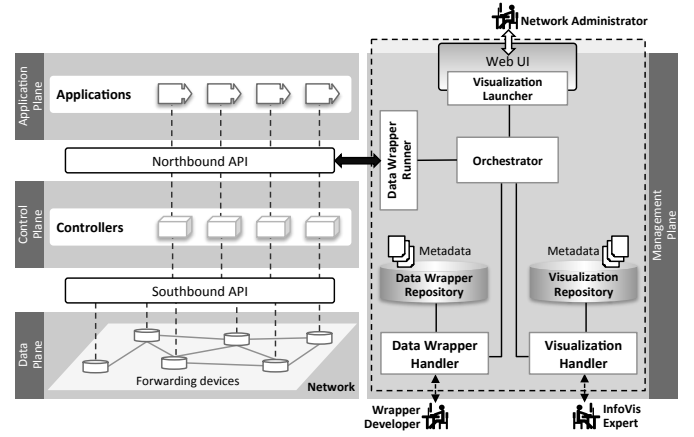 Network Administrator
Web UI
Visualization
Launcher
Application
Plane
Applications
Northbound API
Data Wrapper
Runner
Orchestrator
Control
Plane
Controllers
Management
Plane
Metadata
Metadata
Data Wrapper
Repository
Visualization
Repository
Southbound API
Data
Plane
Forwarding devices
Network
Data Wrapper
Handler
Visualization
Handler
Wrapper
Developer
InfoVis
Expert